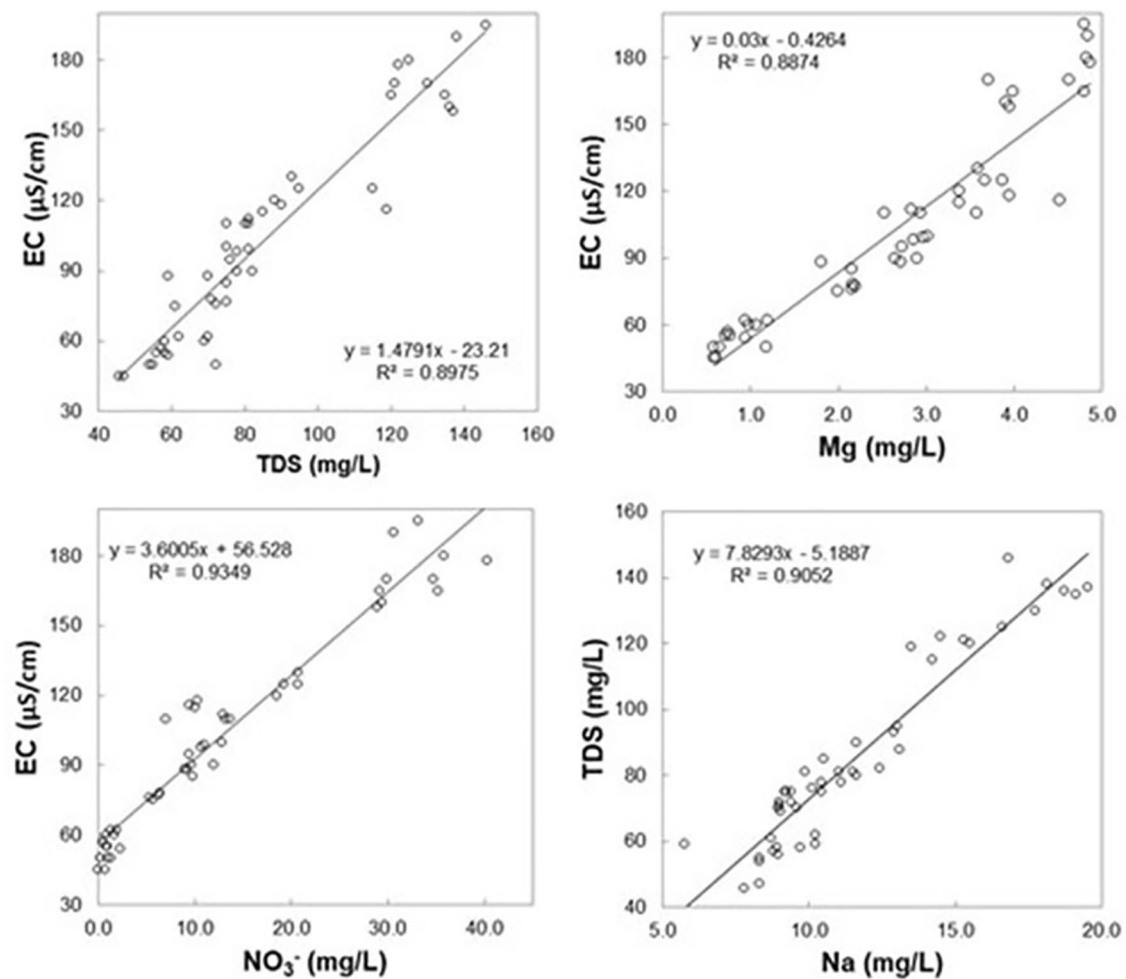 EC (µS/cm)
180
150
120
90
60
30
y = 1.4791x - 23.21
R² = 0.8975
40 60 80 100 120 140 160
TDS (mg/L)
EC (µS/cm)
180
150
120
90
60
30
y = 0.03x - 0.4264
R² = 0.8874
0.0 1.0 2.0 3.0 4.0 5.0
Mg (mg/L)
EC (µS/cm)
180
150
120
90
60
30
y = 3.6005x + 56.528
R² = 0.9349
0.0 10.0 20.0 30.0 40.0
NO₃⁻ (mg/L)
TDS (mg/L)
160
140
120
100
80
60
40
y = 7.8293x - 5.1887
R² = 0.9052
5.0 10.0 15.0 20.0
Na (mg/L)